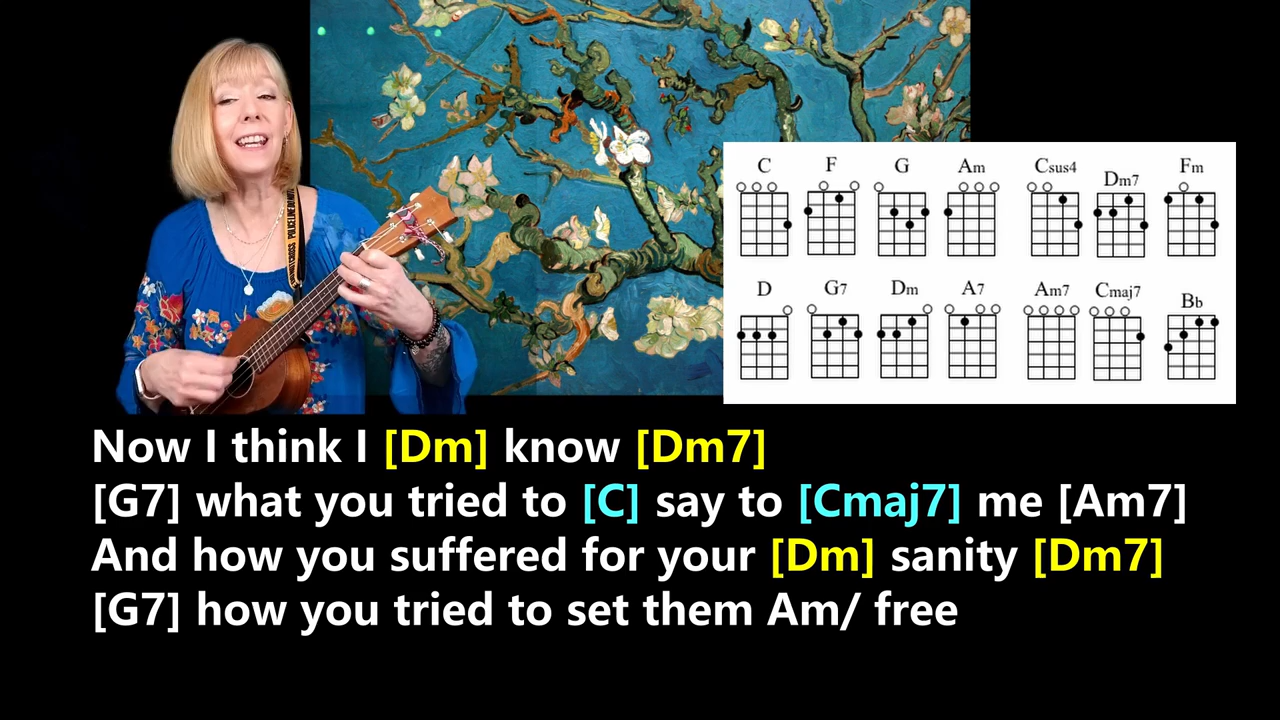 C F G Am Csus4 Dm7 Fm
D G7 Dm A7 Am7 Cmaj7 Bb
Now I think I [Dm] know [Dm7]
[G7] what you tried to [C] say to [Cmaj7] me [Am7]
And how you suffered for your [Dm] sanity [Dm7]
[G7] how you tried to set them Am/ free